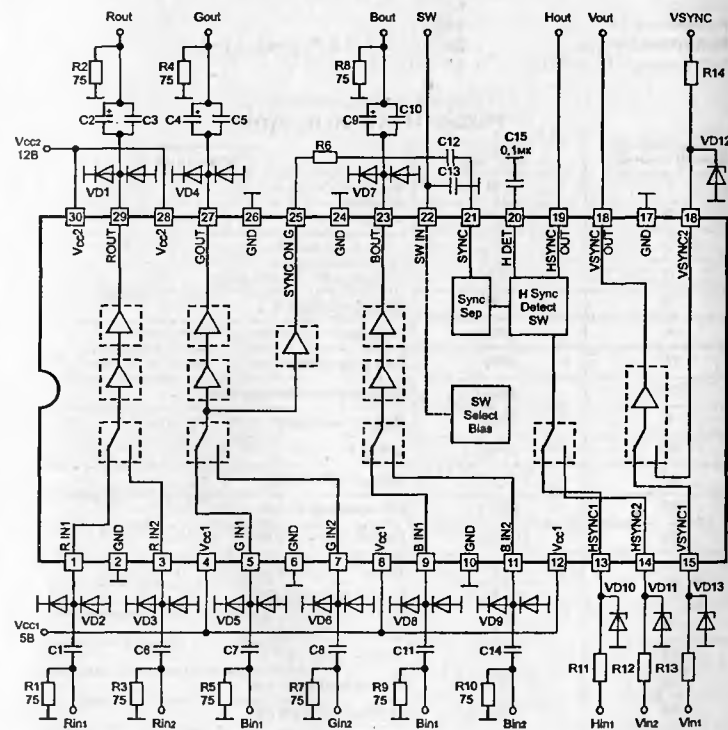 Rout Gout Bout SW Hout Vout VSYNC
R2 75 R4 75 R8 75 R14
C2 C3 C4 C5 C9 C10
R6 C12 C13 C15 0,1мк
VCC2 12В
VD1 VD4 VD7 VD12
30 29 28 27 26 25 24 23 22 21 20 19 18 17 18
Vcc2 ROUT GOUT GND SYNC ON G GND BOUT SW IN SYNC H DET HSYNC OUT VSYNC OUT GND VSYNC2
Sync Sep
H Sync Detect SW
SW Select Bias
R IN1 GND R IN2 Vcc1 G IN1 GND G IN2 Vcc1 B IN1 GND B IN2 Vcc1 HSYNC1 HSYNC2 VSYNC1
1 2 3 4 5 6 7 8 9 10 11 12 13 14 15
VD2 VD3 VD5 VD6 VD8 VD9 VD10 VD11 VD13
VCC1 5В
C1 C6 C7 C8 C11 C14
R1 75 R3 75 R5 75 R7 75 R9 75 R10 75 R11 R12 R13
Rin1 Rin2 Bin1 Gin2 Bin1 Bin2 Hin1 Vin2 Vin1